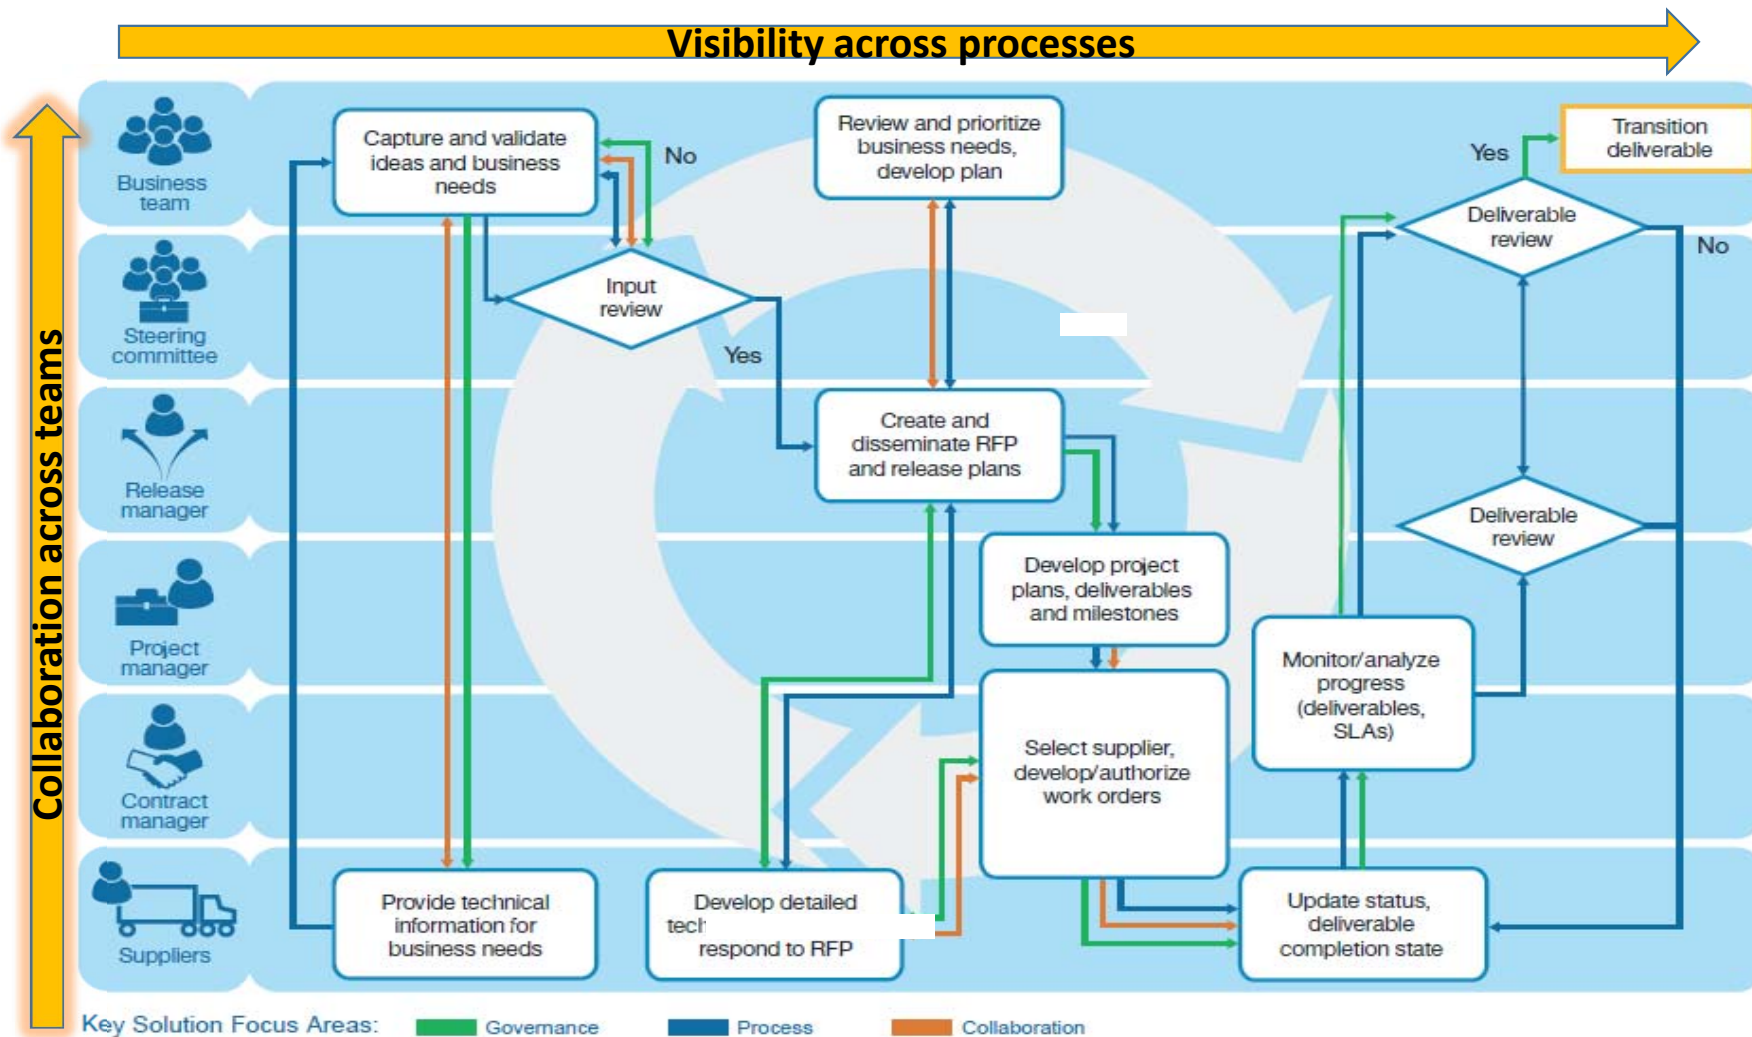 Visibility across processes
Collaboration across teams
Business
team
Capture and validate
ideas and business
needs
No
Review and prioritize
business needs,
develop plan
Yes
Transition
deliverable
Deliverable
review
No
Steering
committee
Input
review
Yes
Release
manager
Create and
disseminate RFP
and release plans
Deliverable
review
Project
manager
Develop project
plans, deliverables
and milestones
Monitor/analyze
progress
(deliverables,
SLAs)
Contract
manager
Select supplier,
develop/authorize
work orders
Suppliers
Provide technical
information for
business needs
Develop detailed
respond to RFP
Update status,
deliverable
completion state
Key Solution Focus Areas:
Governance
Process
Collaboration